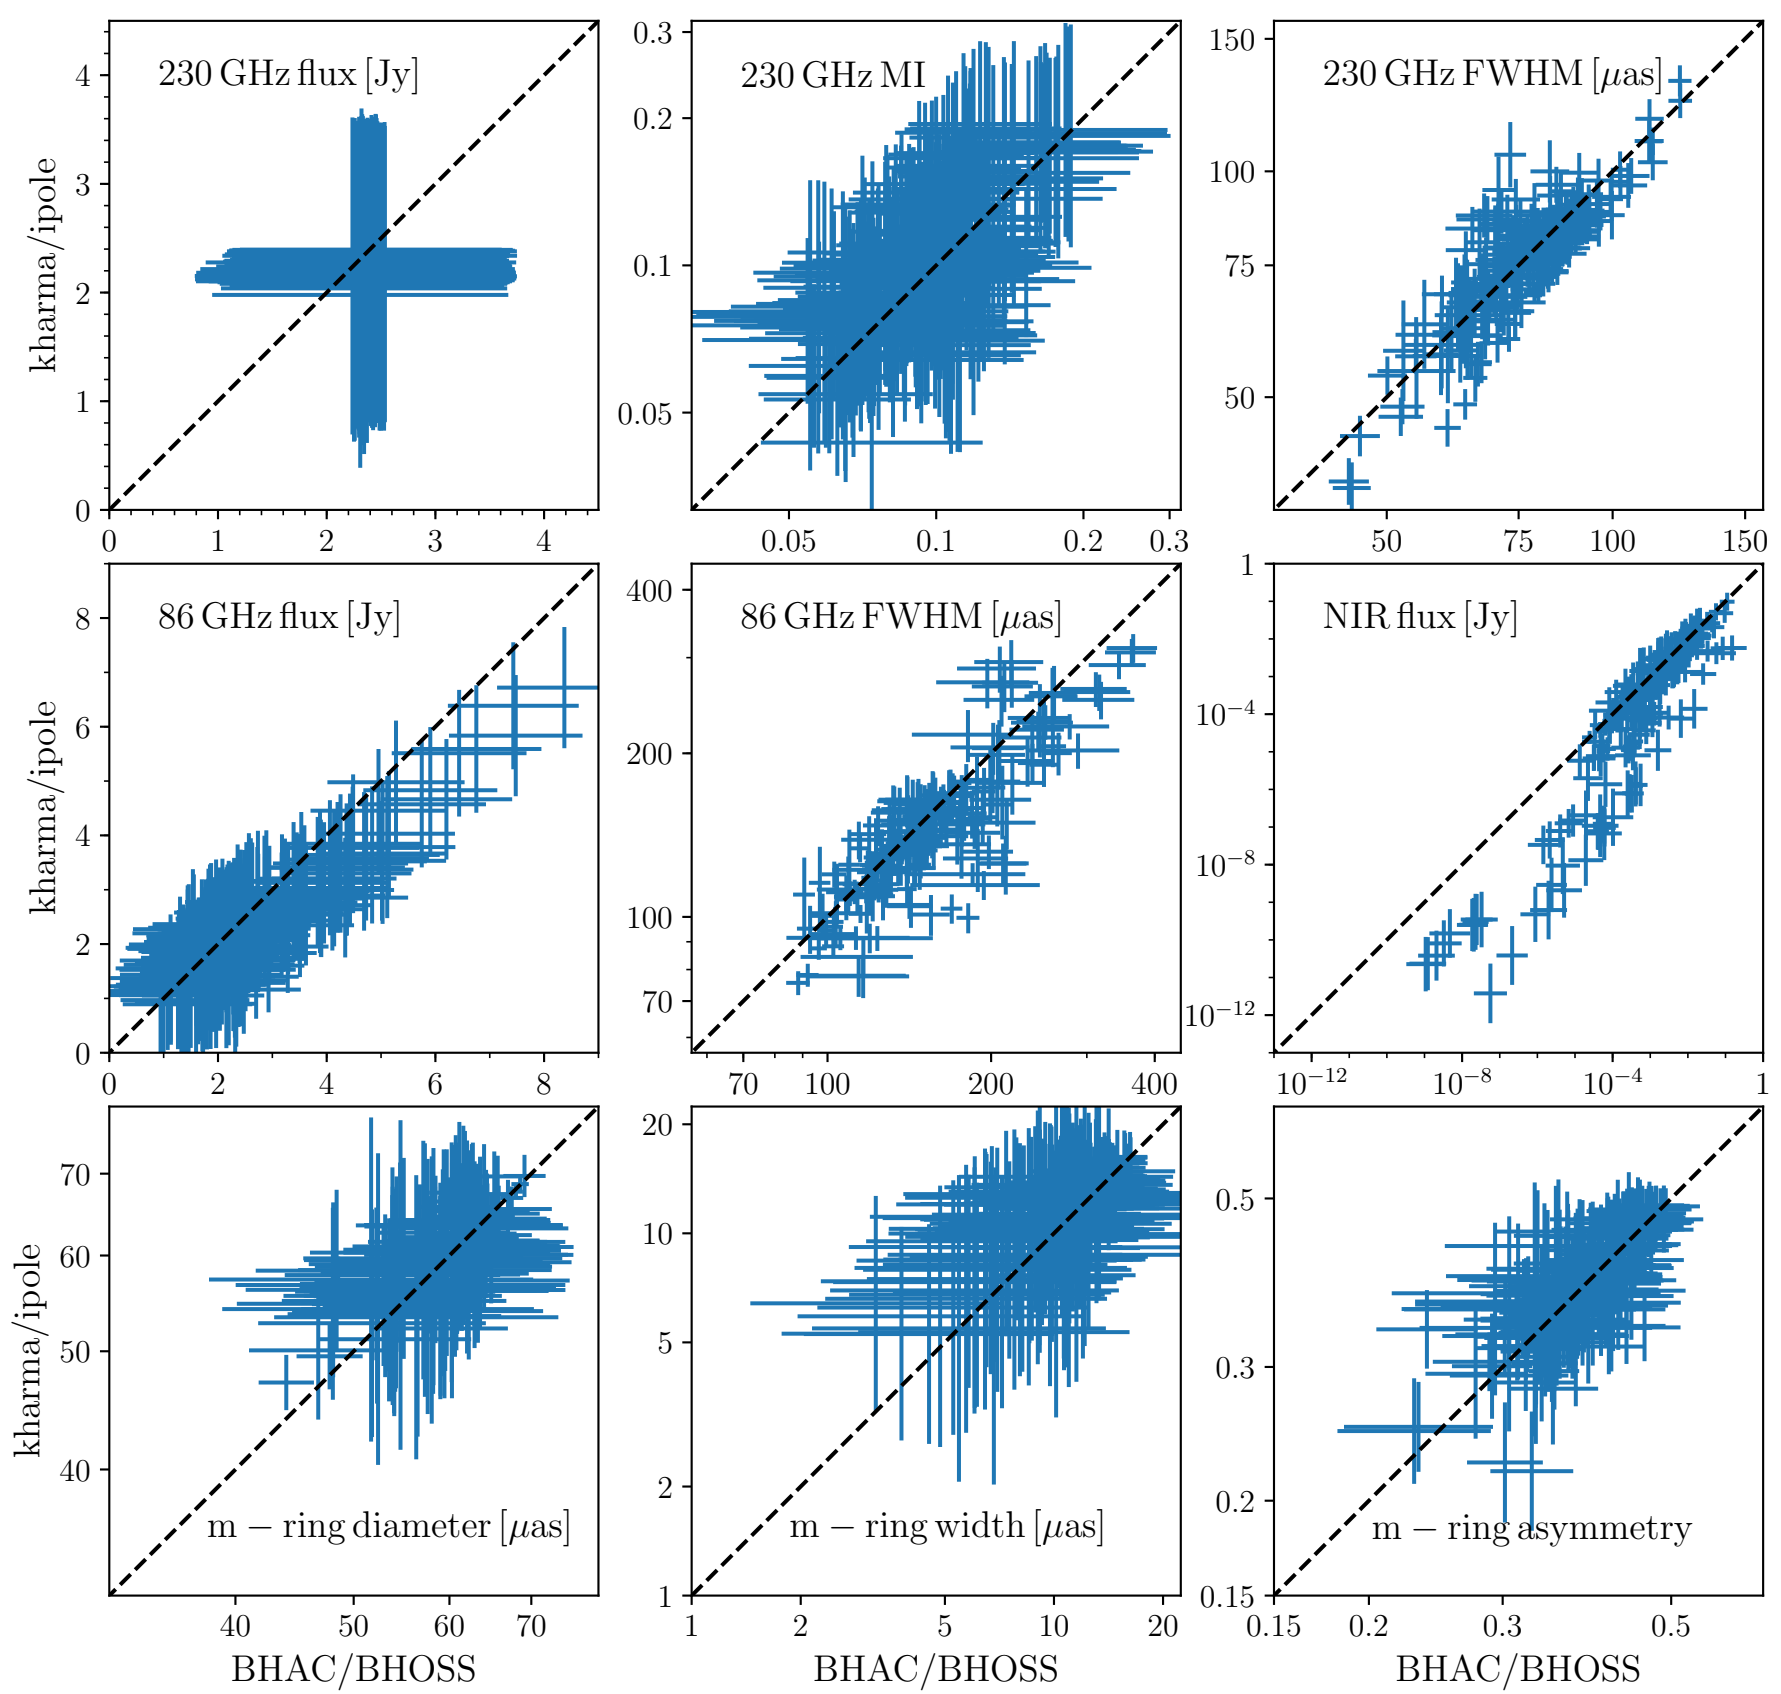 230 GHz flux [Jy]
kharma/ipole
4
3
2
1
0
0 1 2 3 4
230 GHz MI
0.3
0.2
0.1
0.05
0.05 0.1 0.2 0.3
230 GHz FWHM [μas]
150
100
75
50
50 75 100 150
86 GHz flux [Jy]
kharma/ipole
8
6
4
2
0
0 2 4 6 8
86 GHz FWHM [μas]
400
200
100
70
70 100 200 400
NIR flux [Jy]
1
10⁻⁴
10⁻⁸
10⁻¹²
10⁻¹² 10⁻⁸ 10⁻⁴ 1
kharma/ipole
70
60
50
40
m − ring diameter [μas]
40 50 60 70
BHAC/BHOSS
20
10
5
2
1
m − ring width [μas]
1 2 5 10 20
BHAC/BHOSS
0.5
0.3
0.2
0.15
m − ring asymmetry
0.15 0.2 0.3 0.5
BHAC/BHOSS